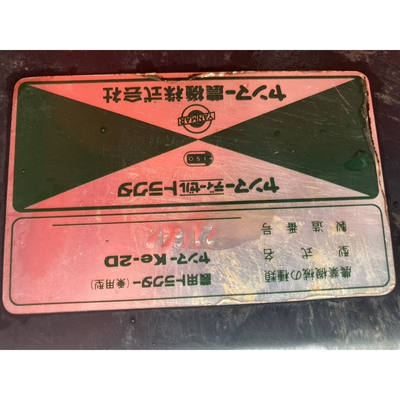 農業機械の種類 農用トラクター(乗用型)
型式名 ヤンマーKe-2D
製造番号
ヤンマーディーゼルトラクタ
YANMAR
ヤンマー農機株式会社